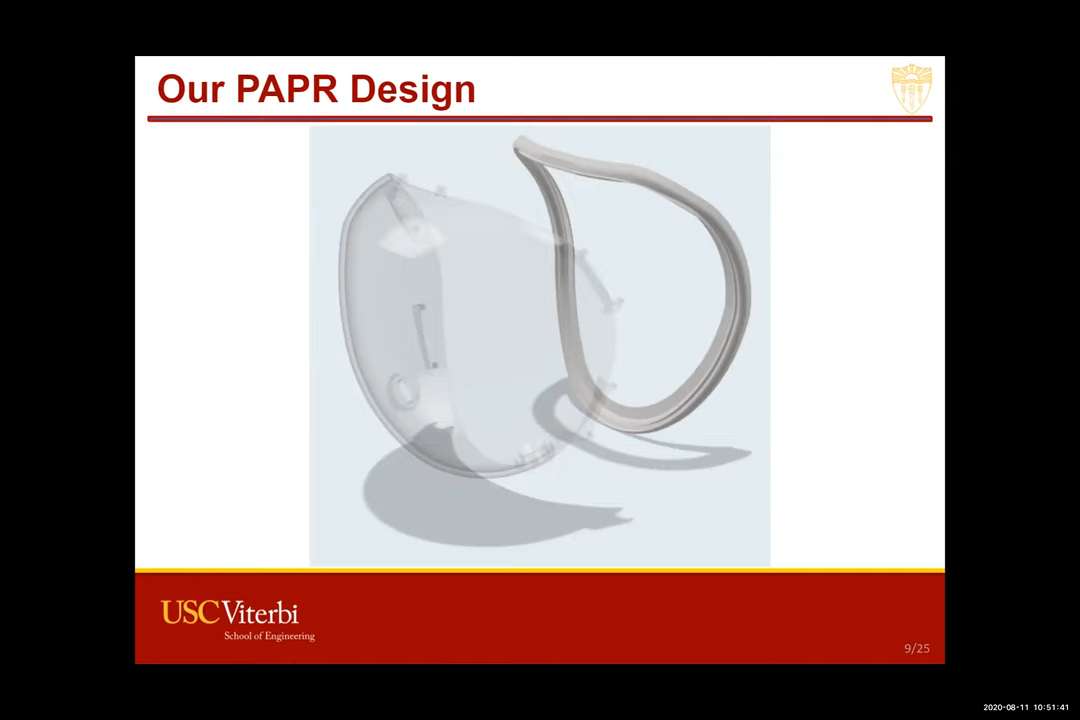 Our PAPR Design
USC Viterbi
School of Engineering
9/25
2020-08-11 10:51:41